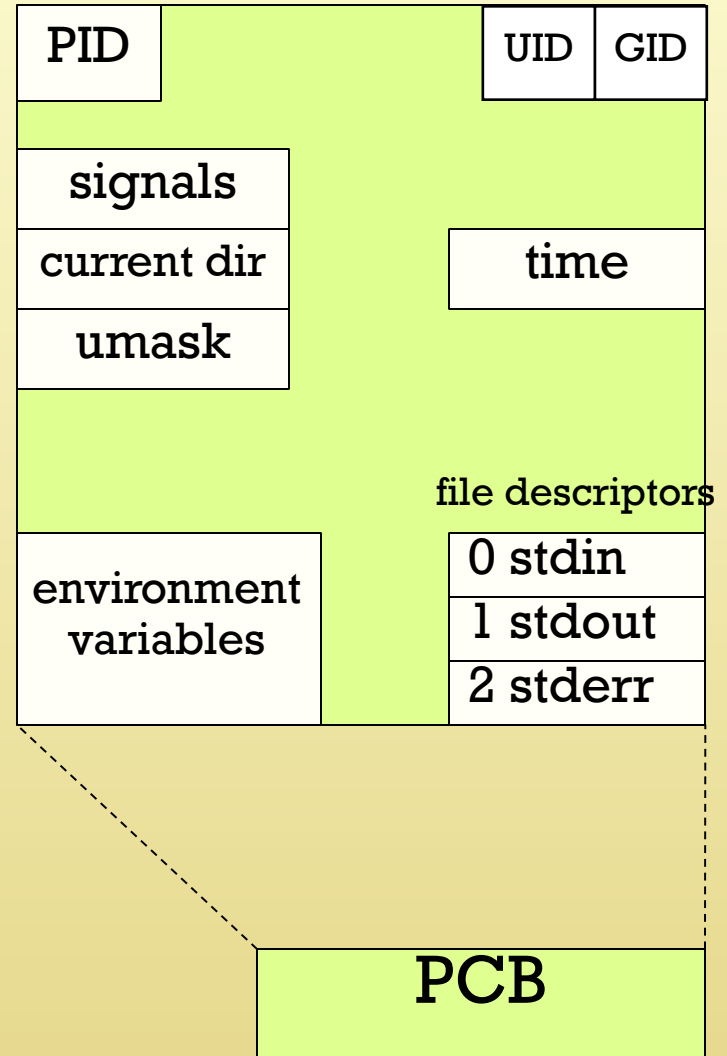 PID
UID
GID
signals
current dir
time
umask
file descriptors
environment
variables
0 stdin
1 stdout
2 stderr
PCB